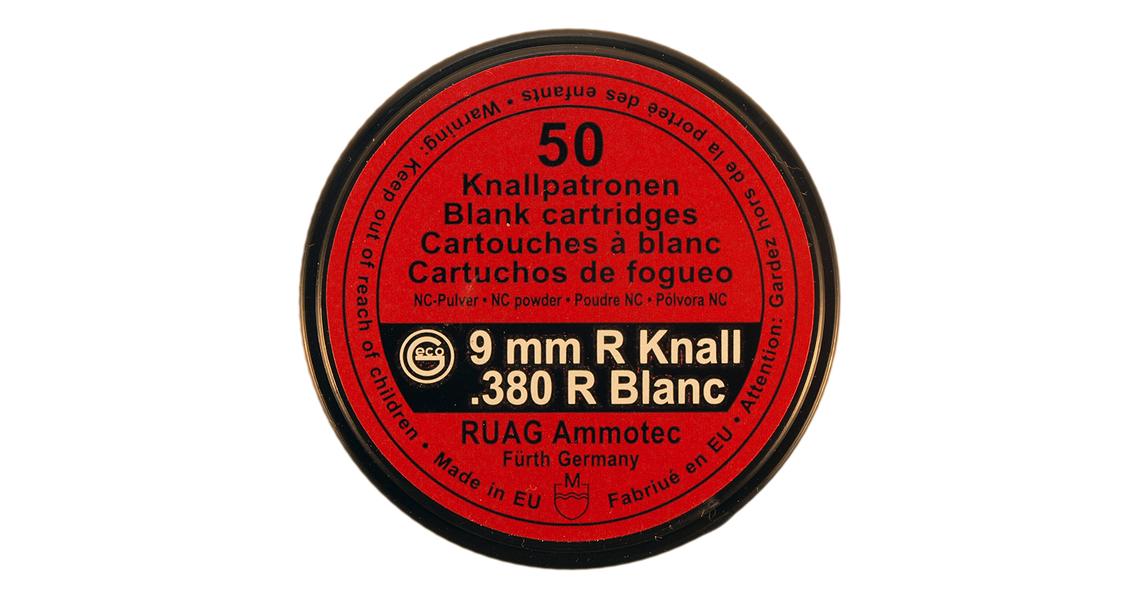 50
Knallpatronen
Blank cartridges
Cartouches à blanc
Cartuchos de fogueo
NC-Pulver • NC powder • Poudre NC • Pólvora NC
Geco
9 mm R Knall
.380 R Blanc
RUAG Ammotec
Fürth Germany
M
Made in EU
Fabriué en EU
• Attention: Gardez hors de la porteé des enfants
• Warning: Keep out of reach of children •